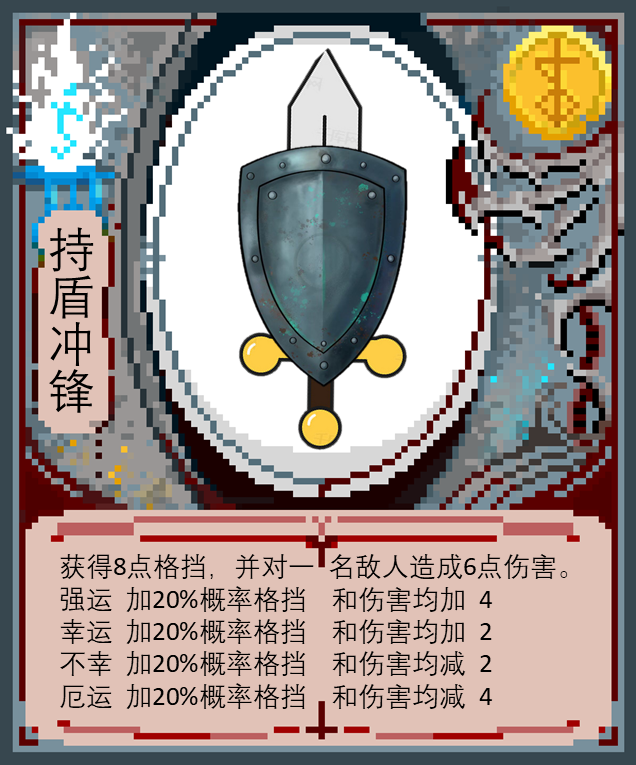 持盾冲锋
获得8点格挡，并对一 名敌人造成6点伤害。
强运 加20%概率格挡 和伤害均加 4
幸运 加20%概率格挡 和伤害均加 2
不幸 加20%概率格挡 和伤害均减 2
厄运 加20%概率格挡 和伤害均减 4